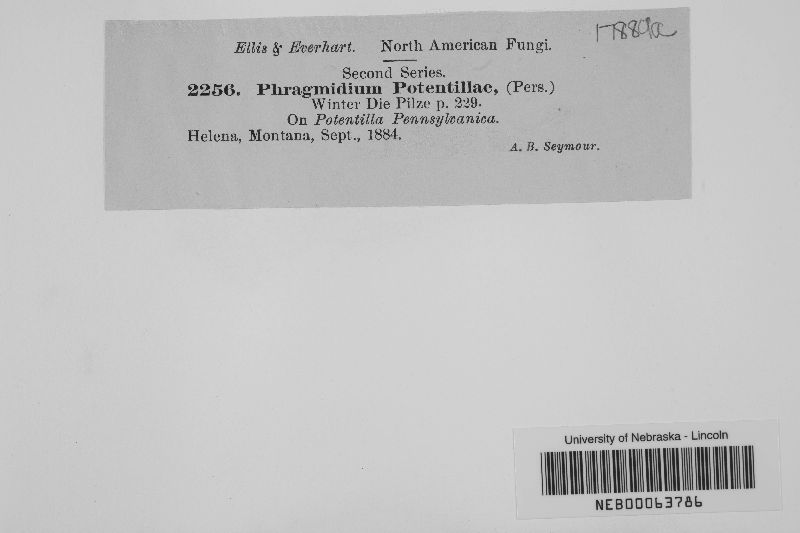 Ellis & Everhart. North American Fungi.
178891a
Second Series.
2256. Phragmidium Potentillae, (Pers.)
Winter Die Pilze p. 229.
On Potentilla Pennsylvanica.
Helena, Montana, Sept., 1884.
A. B. Seymour.
University of Nebraska - Lincoln
NEB00063786